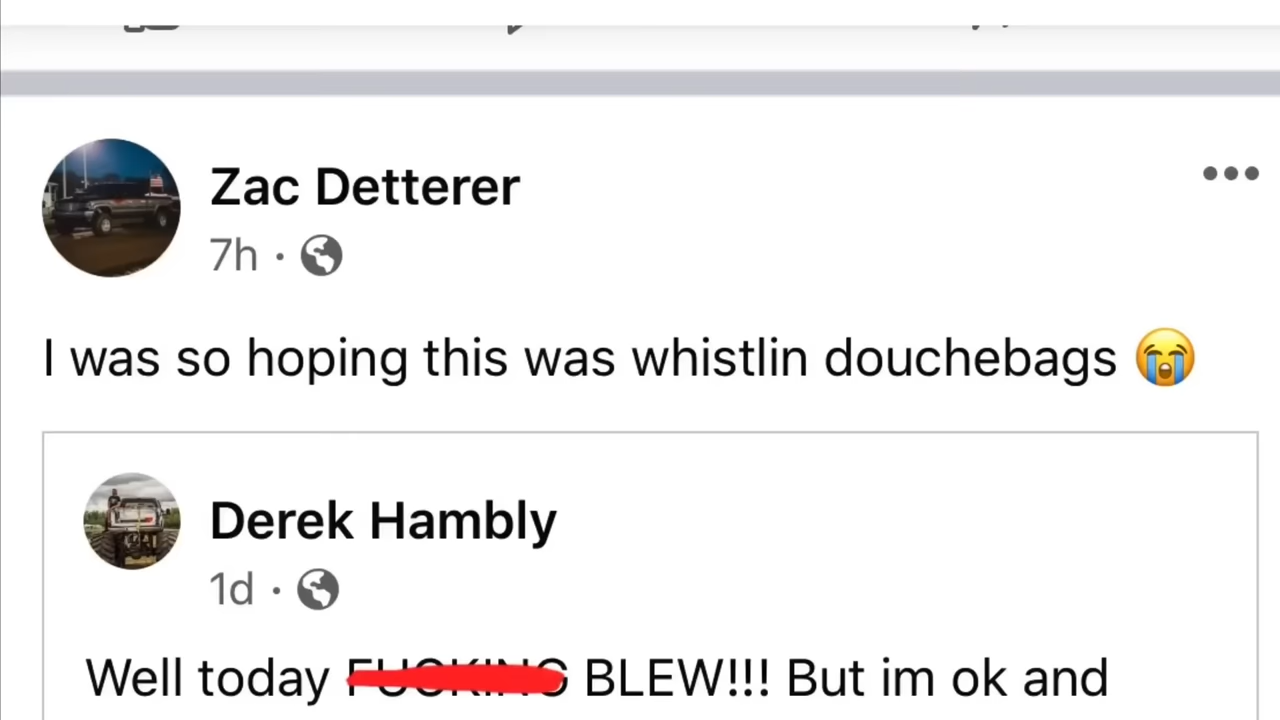 Zac Detterer
7h ·
I was so hoping this was whistlin douchebags 😭
Derek Hambly
1d ·
Well today FUCKING BLEW!!! But im ok and